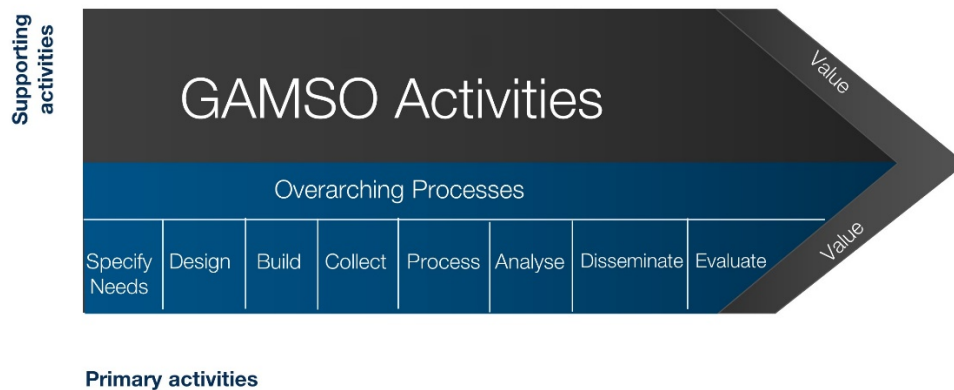 Supporting
activities
GAMSO Activities
Value
Overarching Processes
Specify
Needs
Design
Build
Collect
Process
Analyse
Disseminate
Evaluate
Value
Primary activities